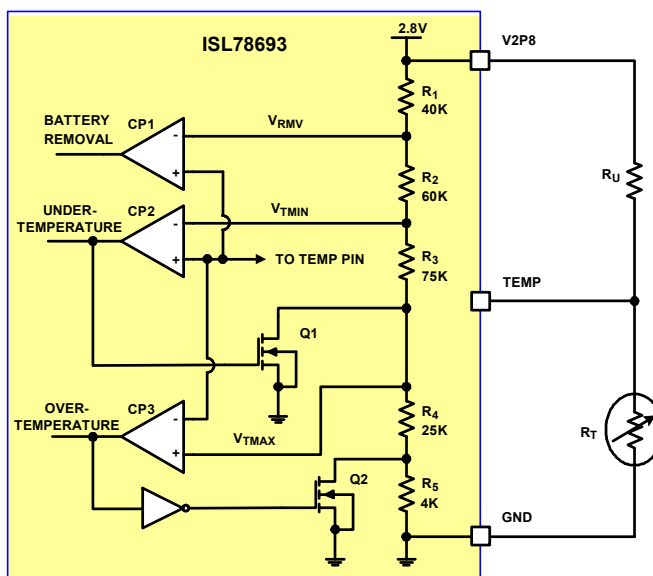 ISL78693
2.8V
V2P8
R1
40K
BATTERY
REMOVAL
CP1
-
+
VRMV
R2
60K
RU
UNDER-
TEMPERATURE
CP2
-
+
VTMIN
TO TEMP PIN
R3
75K
TEMP
Q1
OVER-
TEMPERATURE
CP3
-
+
VTMAX
R4
25K
RT
Q2
R5
4K
GND